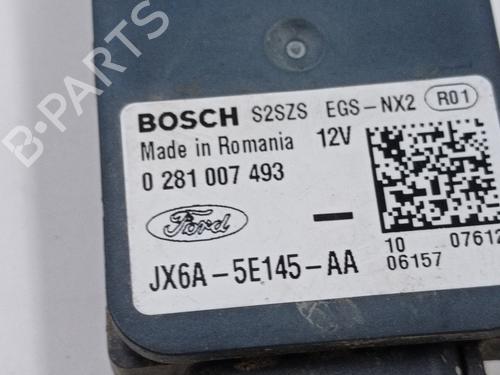 BOSCH S2SZS EGS-NX2 R01
Made in Romania 12V
0 281 007 493
Ford
JX6A-5E145-AA
10 07612
06157
B-PARTS